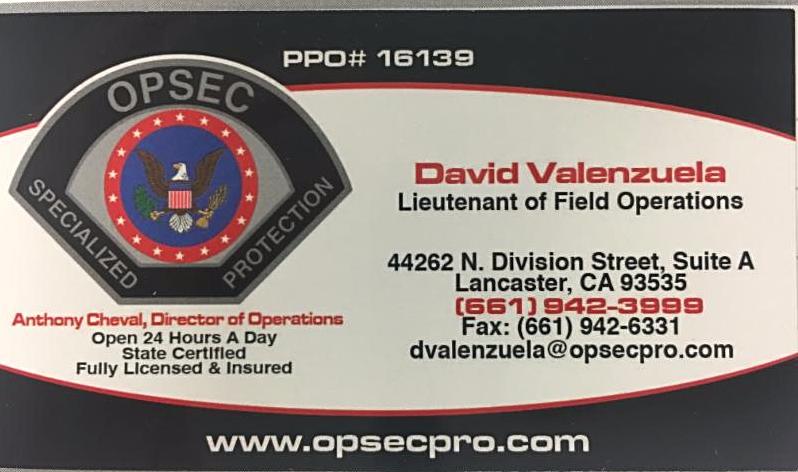 PPO# 16139
OPSEC
SPECIALIZED
PROTECTION
David Valenzuela
Lieutenant of Field Operations
44262 N. Division Street, Suite A
Lancaster, CA 93535
(661) 942-3999
Fax: (661) 942-6331
dvalenzuela@opsecpro.com
Anthony Cheval, Director of Operations
Open 24 Hours A Day
State Certified
Fully Licensed & Insured
www.opsecpro.com